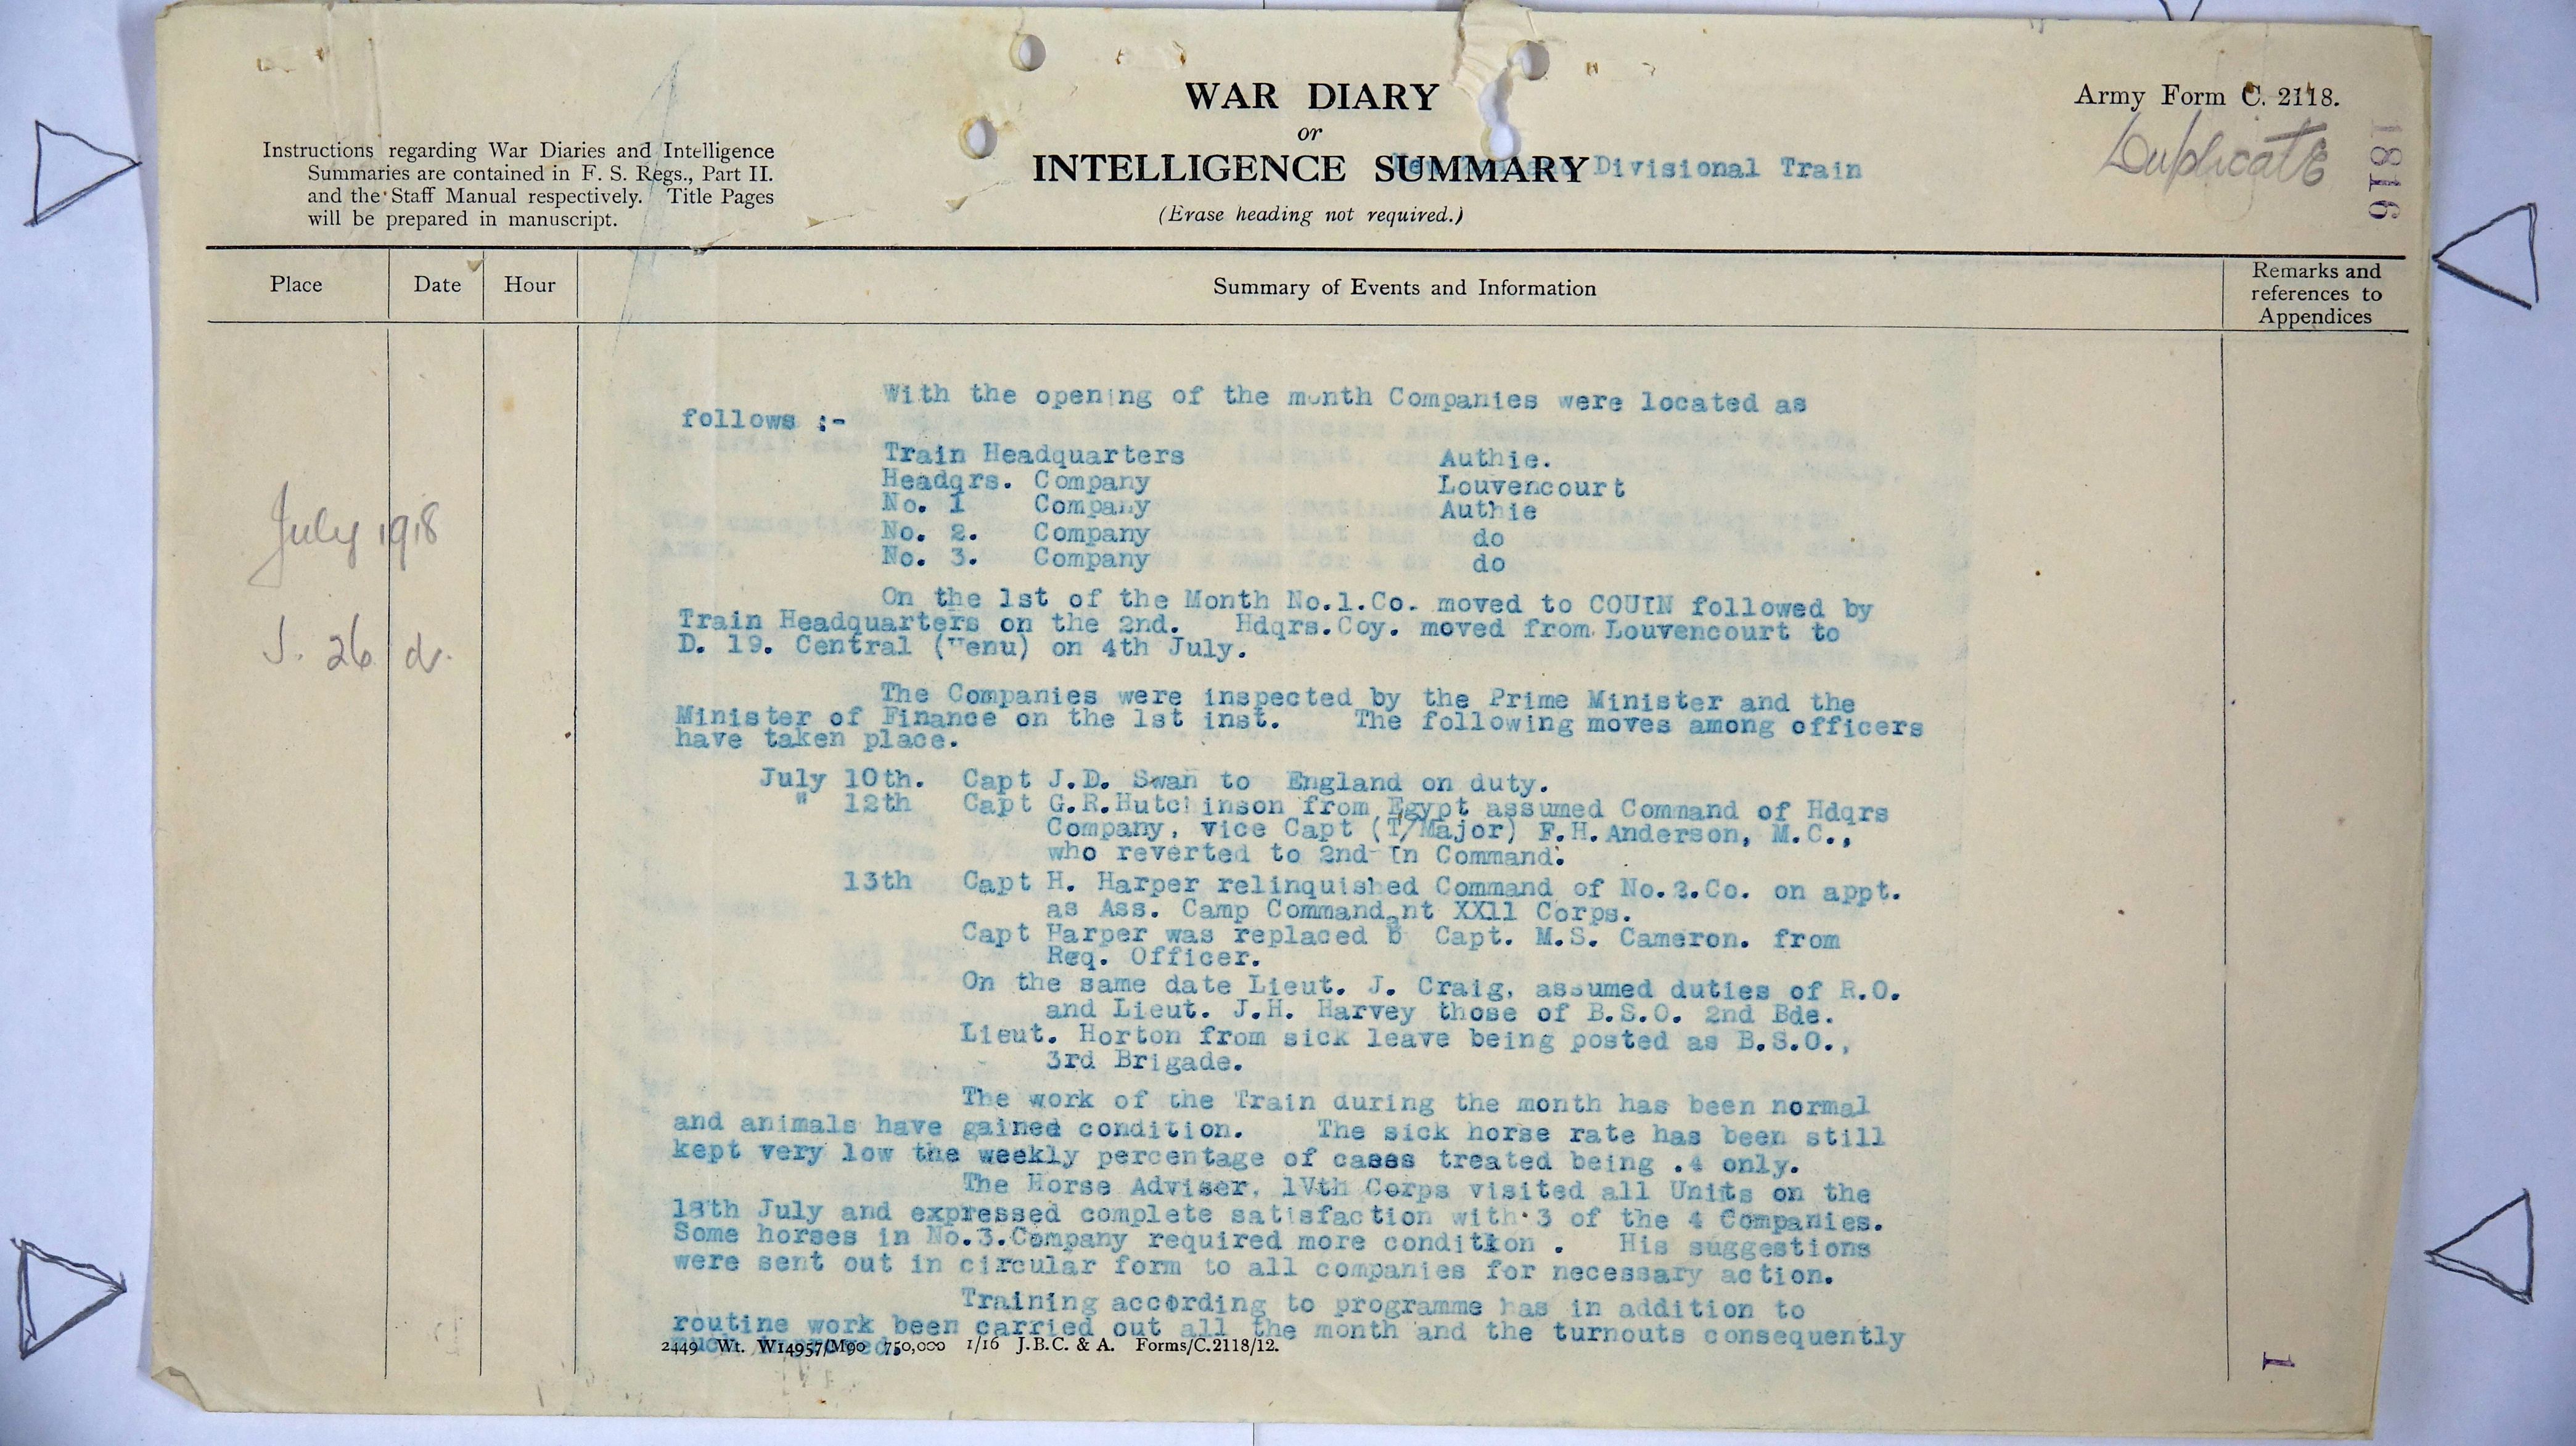 WAR DIARY
or
INTELLIGENCE SUMMARY
Divisional Train
(Erase heading not required.)
Army Form C. 2118.
Duplicate
1816
Instructions regarding War Diaries and Intelligence
Summaries are contained in F. S. Regs., Part II.
and the Staff Manual respectively. Title Pages
will be prepared in manuscript.
Place
Date
Hour
Summary of Events and Information
Remarks and
references to
Appendices
July 1918
J. 26 d.
With the opening of the month Companies were located as
follows :-
Train Headquarters Authie.
Headqrs. Company Louvencourt
No. 1 Company Authie
No. 2. Company do
No. 3. Company do
On the 1st of the Month No.1.Co. moved to COUIN followed by
Train Headquarters on the 2nd. Hdqrs.Coy. moved from Louvencourt to
D. 19. Central (enu) on 4th July.
The Companies were inspected by the Prime Minister and the
Minister of Finance on the 1st inst. The following moves among officers
have taken place.
July 10th. Capt J.D. Swan to England on duty.
" 12th Capt G.R.Hutchinson from Egypt assumed Command of Hdqrs
Company, vice Capt (T/Major) F.H.Anderson, M.C.,
who reverted to 2nd In Command.
13th Capt H. Harper relinquished Command of No.2.Co. on appt.
as Ass. Camp Commandant XX11 Corps.
Capt Harper was replaced b Capt. M.S. Cameron. from
Req. Officer.
On the same date Lieut. J. Craig, assumed duties of R.O.
and Lieut. J.H. Harvey those of B.S.O. 2nd Bde.
Lieut. Horton from sick leave being posted as B.S.O.,
3rd Brigade.
The work of the Train during the month has been normal
and animals have gained condition. The sick horse rate has been still
kept very low the weekly percentage of cases treated being .4 only.
The Horse Adviser, 1Vth Corps visited all Units on the
18th July and expressed complete satisfaction with 3 of the 4 Companies.
Some horses in No.3.Company required more condition . His suggestions
were sent out in circular form to all companies for necessary action.
Training according to programme has in addition to
routine work been carried out all the month and the turnouts consequently
much improved.
2449 Wt. W14957/M90 750,000 1/16 J.B.C. & A. Forms/C.2118/12.
1